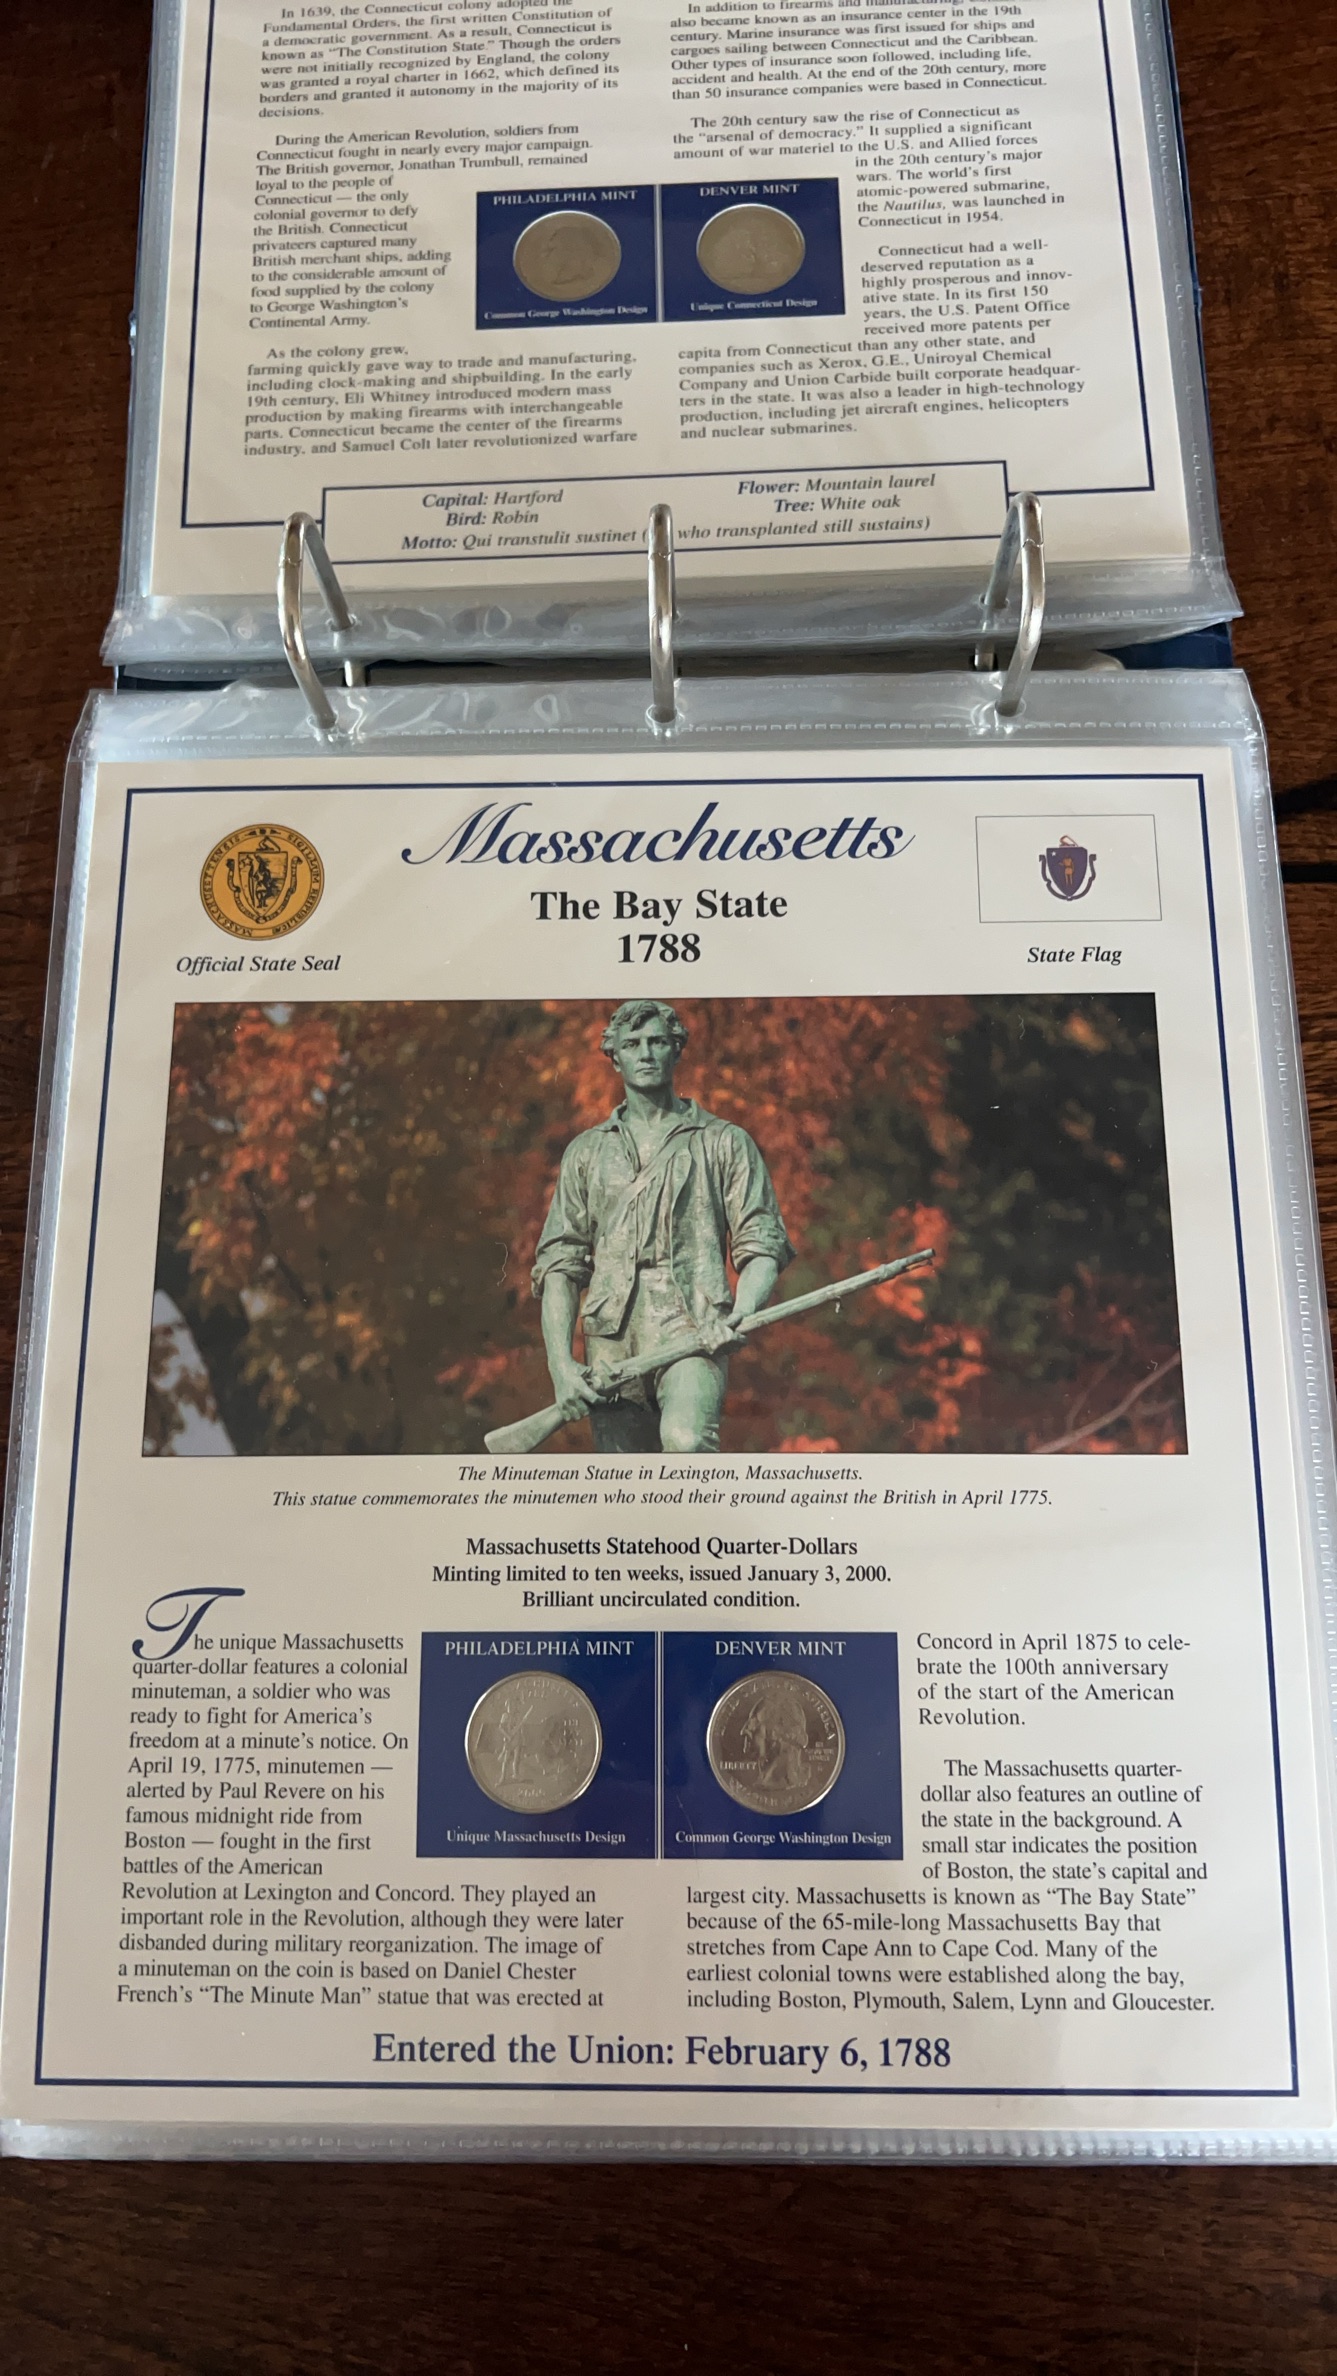 In 1639, the Connecticut colony adopted the
Fundamental Orders, the first written Constitution of
a democratic government. As a result, Connecticut is
known as "The Constitution State." Though the orders
were not initially recognized by England, the colony
was granted a royal charter in 1662, which defined its
borders and granted it autonomy in the majority of its
decisions.
During the American Revolution, soldiers from
Connecticut fought in nearly every major campaign.
The British governor, Jonathan Trumbull, remained
loyal to the people of
Connecticut — the only
colonial governor to defy
the British. Connecticut
privateers captured many
British merchant ships, adding
to the considerable amount of
food supplied by the colony
to George Washington's
Continental Army.
As the colony grew,
farming quickly gave way to trade and manufacturing,
including clock-making and shipbuilding. In the early
19th century, Eli Whitney introduced modern mass
production by making firearms with interchangeable
parts. Connecticut became the center of the firearms
industry, and Samuel Colt later revolutionized warfare
PHILADELPHIA MINT
Common George Washington Design
DENVER MINT
Unique Connecticut Design
In addition to firearms and manufacturing,
also became known as an insurance center in the 19th
century. Marine insurance was first issued for ships and
cargoes sailing between Connecticut and the Caribbean.
Other types of insurance soon followed, including life,
accident and health. At the end of the 20th century, more
than 50 insurance companies were based in Connecticut.
The 20th century saw the rise of Connecticut as
the "arsenal of democracy." It supplied a significant
amount of war materiel to the U.S. and Allied forces
in the 20th century's major
wars. The world's first
atomic-powered submarine,
the Nautilus, was launched in
Connecticut in 1954.
Connecticut had a well-
deserved reputation as a
highly prosperous and innov-
ative state. In its first 150
years, the U.S. Patent Office
received more patents per
capita from Connecticut than any other state, and
companies such as Xerox, G.E., Uniroyal Chemical
Company and Union Carbide built corporate headquar-
ters in the state. It was also a leader in high-technology
production, including jet aircraft engines, helicopters
and nuclear submarines.
Capital: Hartford
Flower: Mountain laurel
Bird: Robin
Tree: White oak
Motto: Qui transtulit sustinet ( who transplanted still sustains)
Massachusetts
The Bay State
1788
Official State Seal
State Flag
The Minuteman Statue in Lexington, Massachusetts.
This statue commemorates the minutemen who stood their ground against the British in April 1775.
Massachusetts Statehood Quarter-Dollars
Minting limited to ten weeks, issued January 3, 2000.
Brilliant uncirculated condition.
The unique Massachusetts
quarter-dollar features a colonial
minuteman, a soldier who was
ready to fight for America's
freedom at a minute's notice. On
April 19, 1775, minutemen —
alerted by Paul Revere on his
famous midnight ride from
Boston — fought in the first
battles of the American
Revolution at Lexington and Concord. They played an
important role in the Revolution, although they were later
disbanded during military reorganization. The image of
a minuteman on the coin is based on Daniel Chester
French's "The Minute Man" statue that was erected at
PHILADELPHIA MINT
Unique Massachusetts Design
DENVER MINT
LIBERTY
Common George Washington Design
Concord in April 1875 to cele-
brate the 100th anniversary
of the start of the American
Revolution.
The Massachusetts quarter-
dollar also features an outline of
the state in the background. A
small star indicates the position
of Boston, the state's capital and
largest city. Massachusetts is known as "The Bay State"
because of the 65-mile-long Massachusetts Bay that
stretches from Cape Ann to Cape Cod. Many of the
earliest colonial towns were established along the bay,
including Boston, Plymouth, Salem, Lynn and Gloucester.
Entered the Union: February 6, 1788